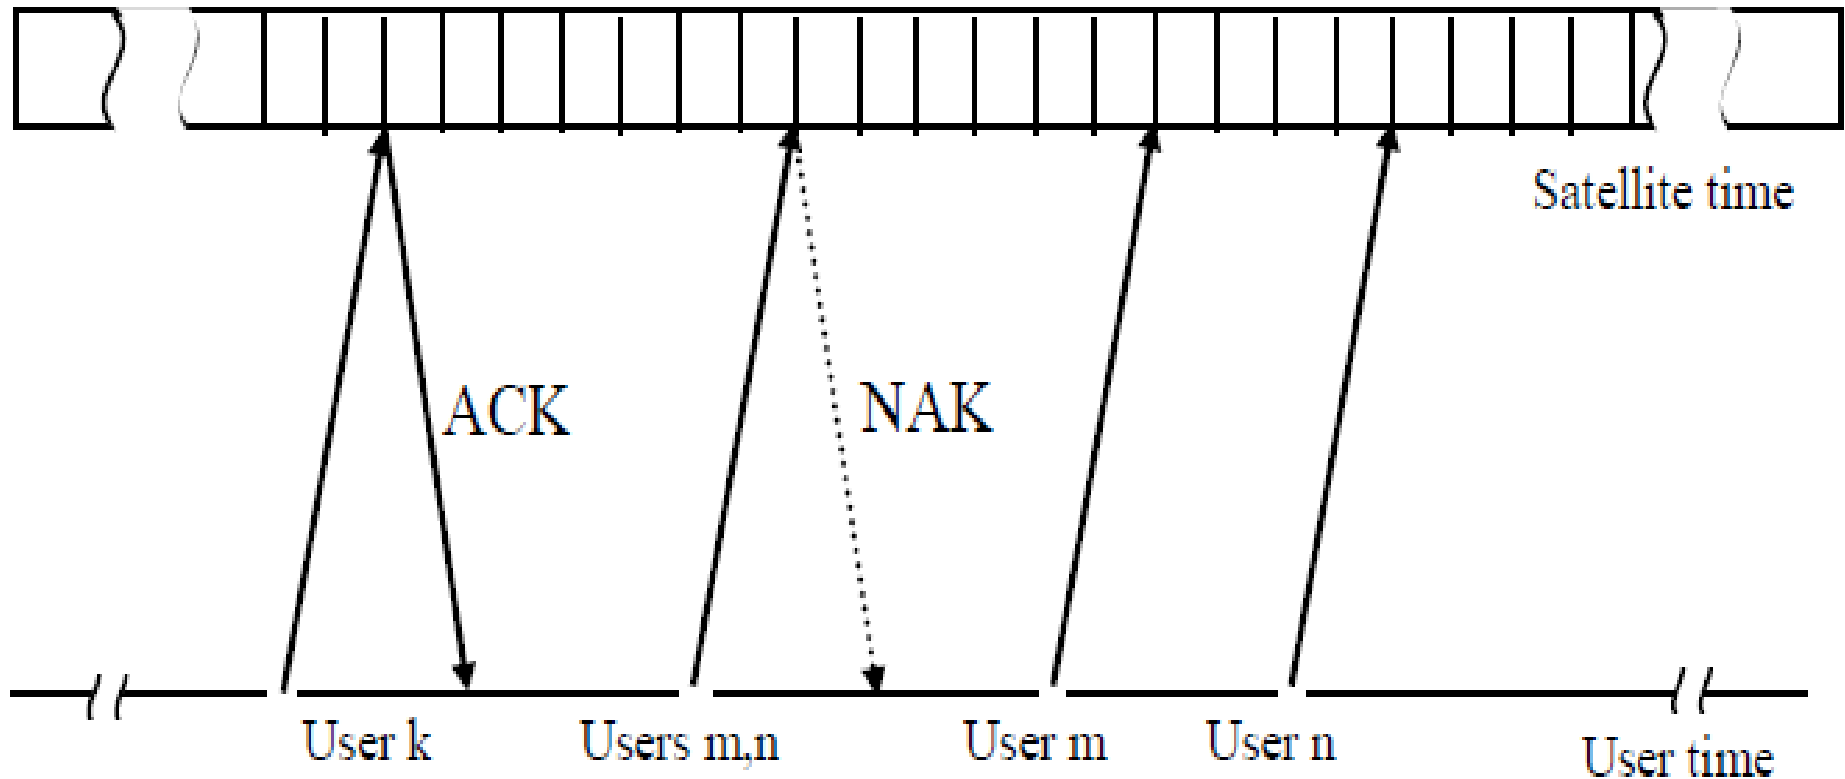 Satellite time
ACK
NAK
User k
Users m,n
User m
User n
User time